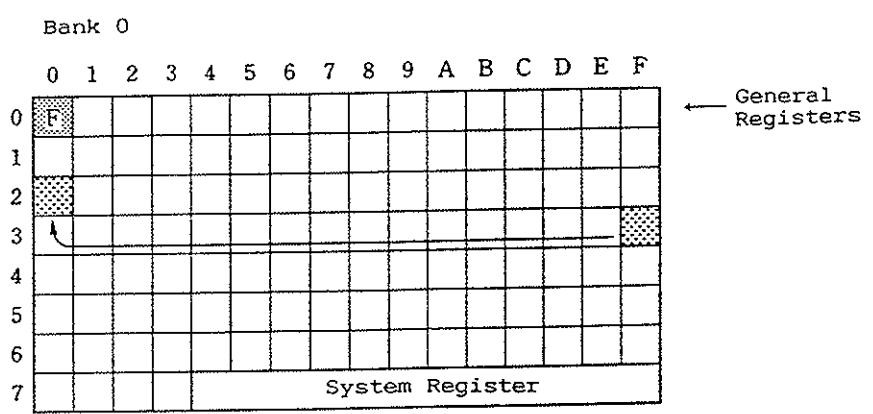 Bank 0
0 1 2 3 4 5 6 7 8 9 A B C D E F
0 F
General
Registers
1
2
3
4
5
6
7 System Register